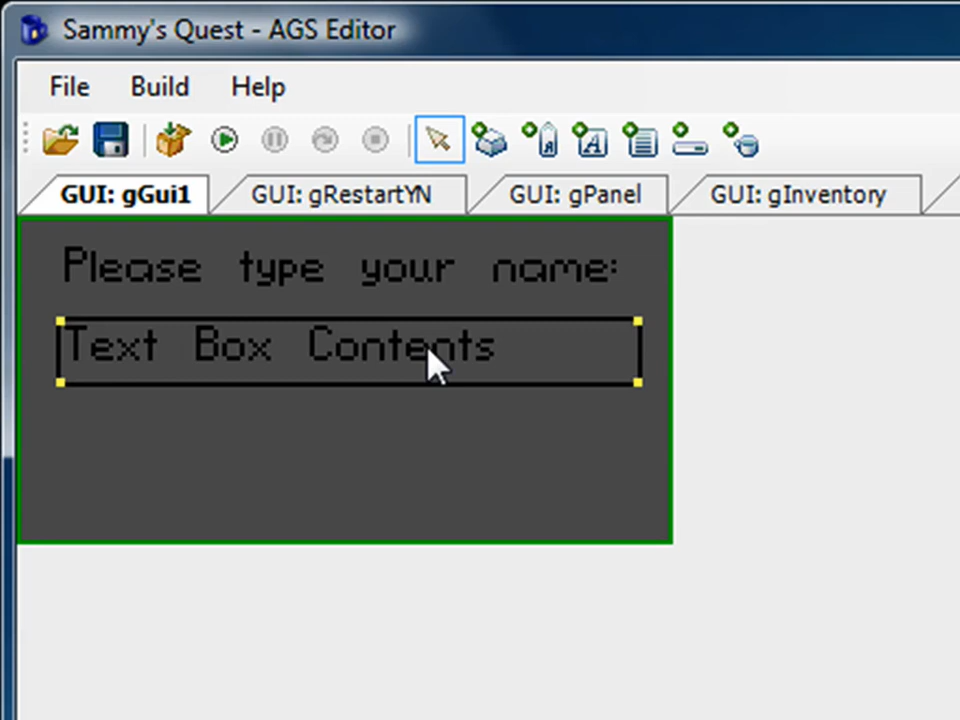 Sammy's Quest - AGS Editor
File Build Help
GUI: gGui1 GUI: gRestartYN GUI: gPanel GUI: gInventory
Please type your name:
Text Box Contents